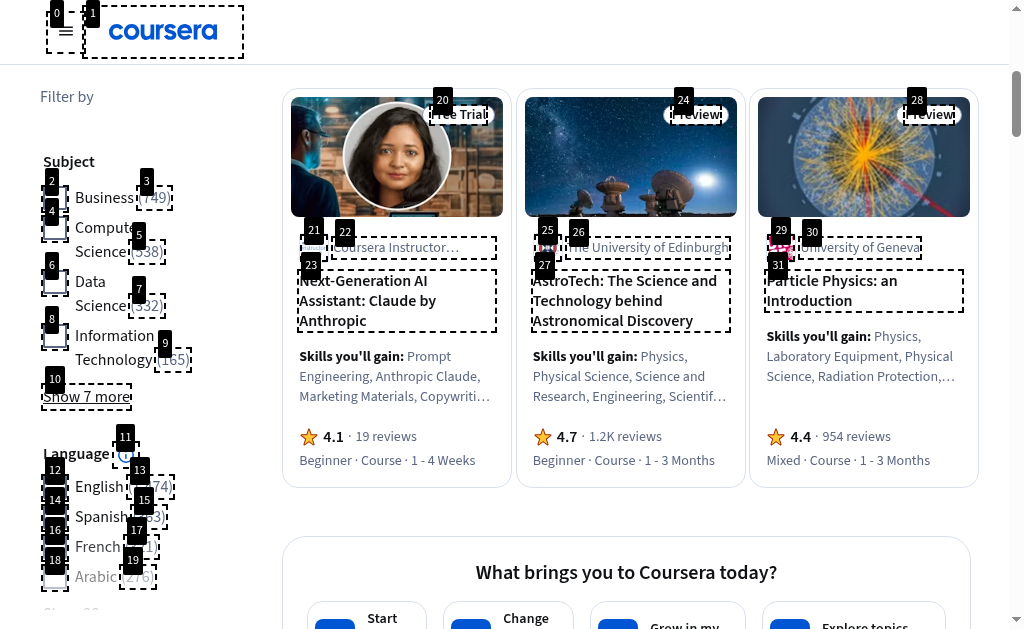 coursera
Filter by
Subject
Business (749)
Computer
Science (538)
Data
Science (332)
Information
Technology (165)
Show 7 more
Language
English
Spanish
French
Arabic (276)
0
1
2
3
4
5
6
7
8
9
10
11
12
13
14
15
16
17
18
19
20
Free Trial
21
22
Coursera Instructor…
23
Next-Generation AI
Assistant: Claude by
Anthropic
Skills you'll gain: Prompt
Engineering, Anthropic Claude,
Marketing Materials, Copywriti…
4.1 · 19 reviews
Beginner · Course · 1 - 4 Weeks
24
Preview
25
26
The University of Edinburgh
27
AstroTech: The Science and
Technology behind
Astronomical Discovery
Skills you'll gain: Physics,
Physical Science, Science and
Research, Engineering, Scientif…
4.7 · 1.2K reviews
Beginner · Course · 1 - 3 Months
28
Preview
29
30
University of Geneva
31
Particle Physics: an
Introduction
Skills you'll gain: Physics,
Laboratory Equipment, Physical
Science, Radiation Protection,…
4.4 · 954 reviews
Mixed · Course · 1 - 3 Months
What brings you to Coursera today?
Start
Change
Grow in my
Explore topics